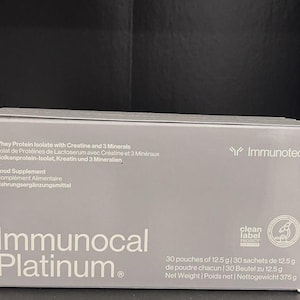 Whey Protein Isolate with Creatine and 3 Minerals
Isolat de Protéines de Lactoserum avec Créatine et 3 Minéraux
Molkenprotein-Isolat, Kreatin und 3 Mineralien
Immunotec
Food Supplement
Complément Alimentaire
Nahrungsergänzungsmittel
clean
label
Immunocal
Platinum®
30 pouches of 12.5 g | 30 sachets de 12.5 g
de poudre chacun | 30 Beutel zu 12.5 g
Net Weight | Poids net | Nettogewicht 375 g